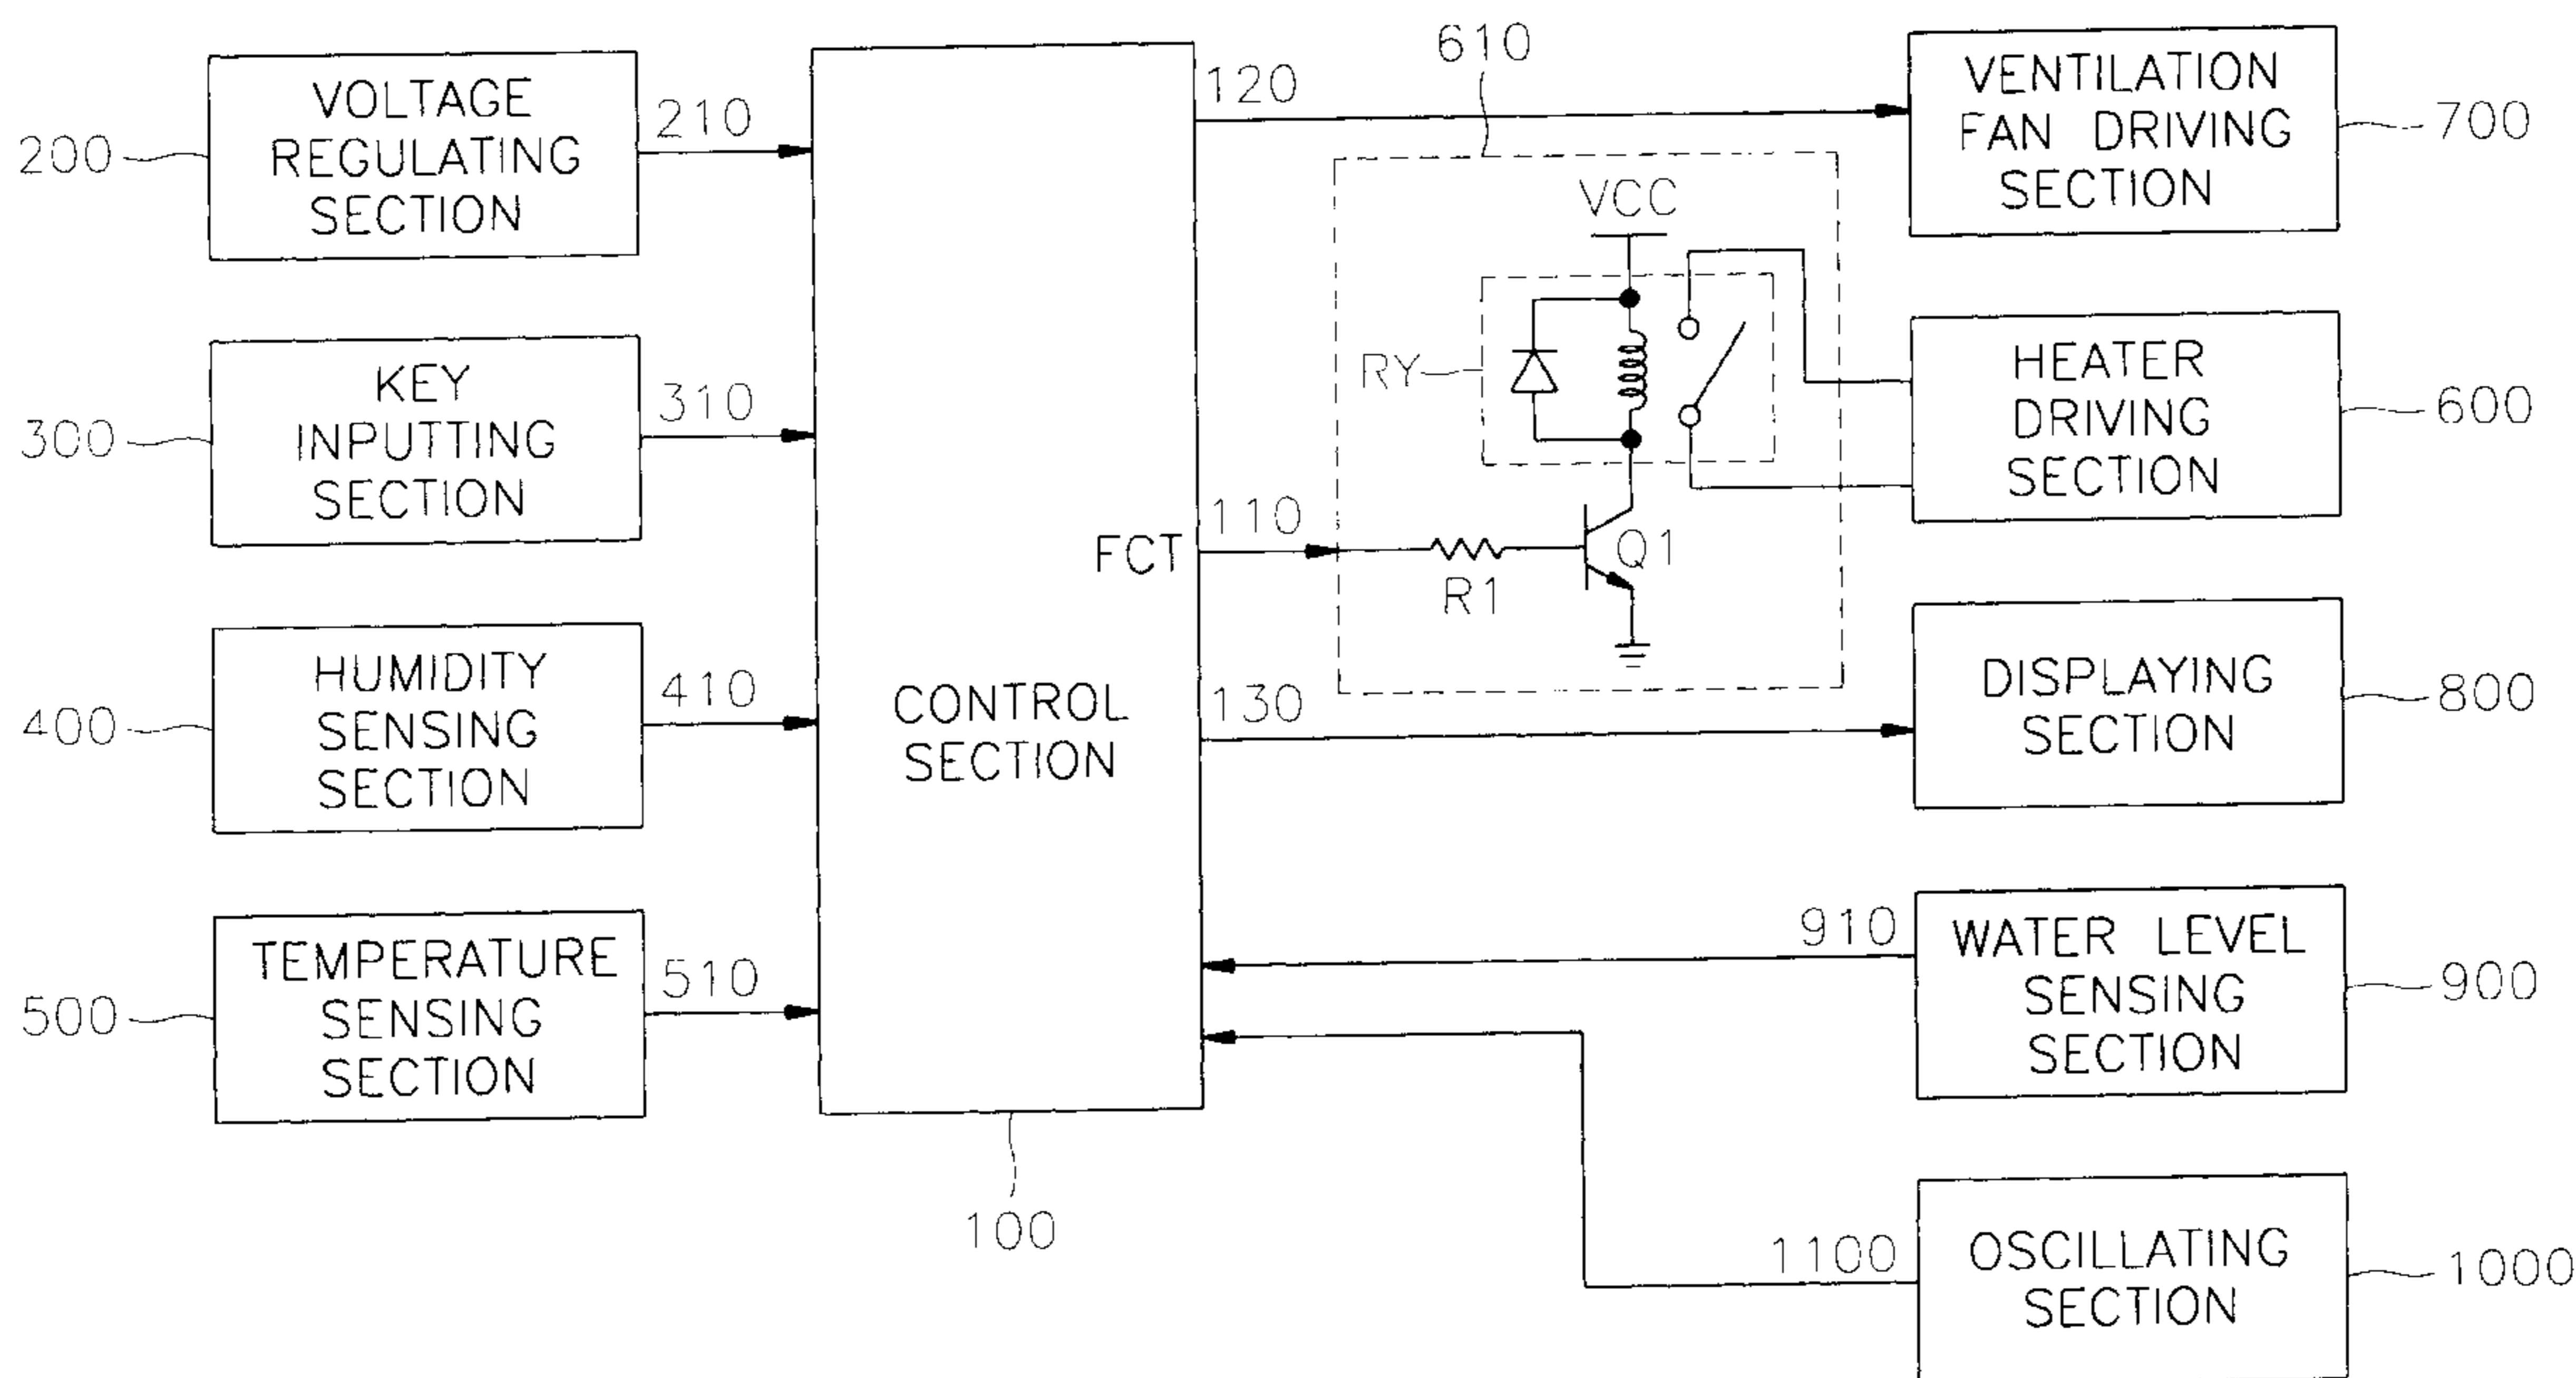 200
VOLTAGE
REGULATING
SECTION
210
300
KEY
INPUTTING
SECTION
310
400
HUMIDITY
SENSING
SECTION
410
500
TEMPERATURE
SENSING
SECTION
510
FCT
CONTROL
SECTION
100
120
110
130
610
VCC
RY
Q1
R1
VENTILATION
FAN DRIVING
SECTION
700
HEATER
DRIVING
SECTION
600
DISPLAYING
SECTION
800
910
WATER LEVEL
SENSING
SECTION
900
1100
OSCILLATING
SECTION
1000